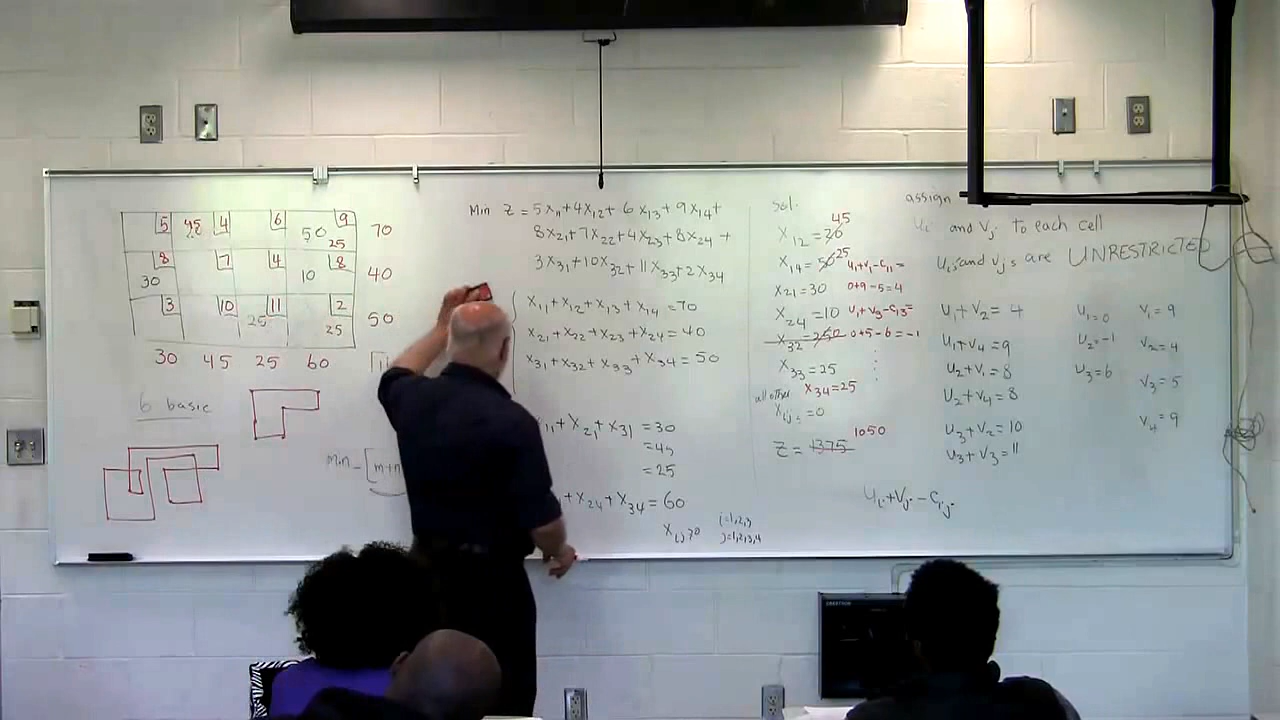 5 45 4 6 50 9 70
25
8 7 4 8 40
30 10
3 10 11 2 50
25 25
30 45 25 60
6 basic
Min [m+n
Min Z = 5x11+4x12+ 6x13+9x14+
8x21+7x22+4x23+8x24 +
3x31+10x32+11x33+2x34
x11+x12+x13+x14=70
x21+x22+x23+x24=40
x31+x32+x33+x34=50
11+x21+x31 =30
=45
=25
+x24+x34=60
xij≥0 i=1,2,3
j=1,2,3,4
sol.
45
x12=30
x14=50 25
x21=30
x24=10
x32=250
x33=25
x34=25
all other
xij's=0
Z=1375 1050
u1+v1-c11=
0+9-5=4
u1+v3-c13=
0+5-6=-1
assign
ui and vj to each cell
ui's and vj's are UNRESTRICTED
u1+v2=4
u1+v4=9
u2+v1=8
u2+v4=8
u3+v2=10
u3+v3=11
u1=0
u2=-1
u3=6
v1=9
v2=4
v3=5
v4=9
ui+vj-cij